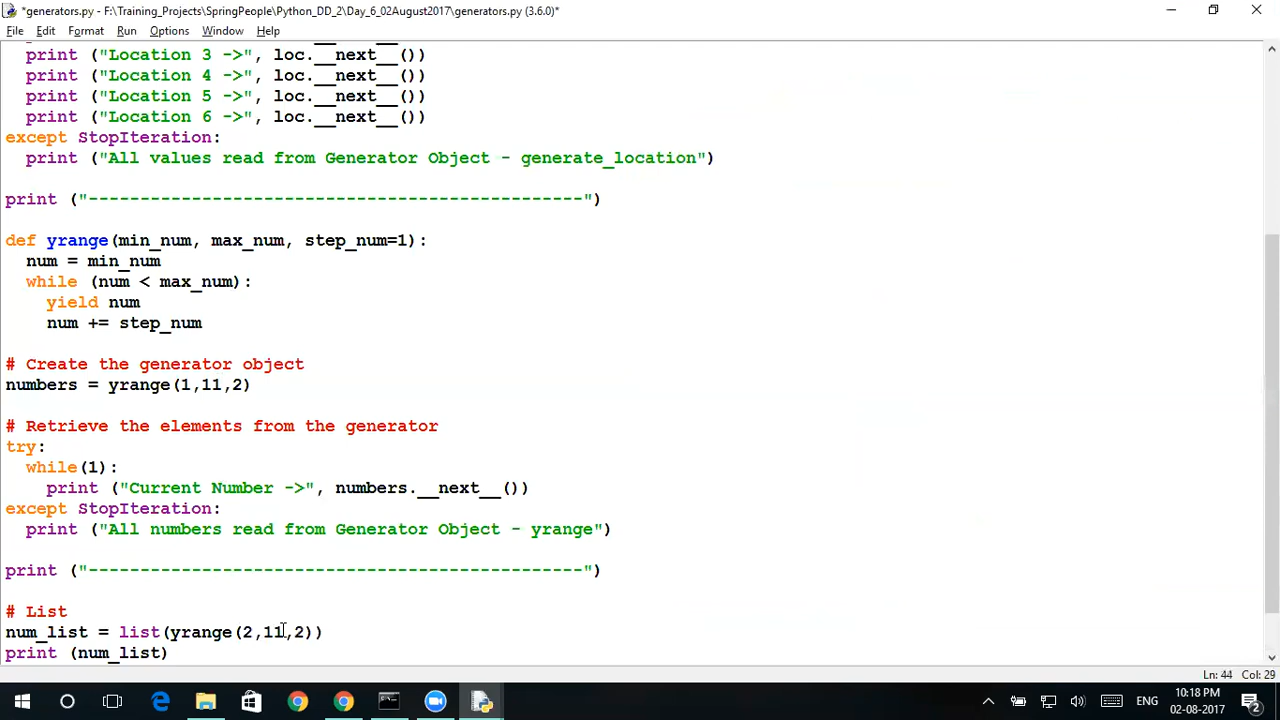 *generators.py - F:\Training_Projects\SpringPeople\Python_DD_2\Day_6_02August2017\generators.py (3.6.0)*
File Edit Format Run Options Window Help
print ("Location 3 ->", loc.__next__())
print ("Location 4 ->", loc.__next__())
print ("Location 5 ->", loc.__next__())
print ("Location 6 ->", loc.__next__())
except StopIteration:
print ("All values read from Generator Object - generate_location")
print ("------------------------------------------------")
def yrange(min_num, max_num, step_num=1):
num = min_num
while (num < max_num):
yield num
num += step_num
# Create the generator object
numbers = yrange(1,11,2)
# Retrieve the elements from the generator
try:
while(1):
print ("Current Number ->", numbers.__next__())
except StopIteration:
print ("All numbers read from Generator Object - yrange")
print ("------------------------------------------------")
# List
num_list = list(yrange(2,11,2))
print (num_list)
Ln: 44 Col: 29
ENG
10:18 PM
02-08-2017
2